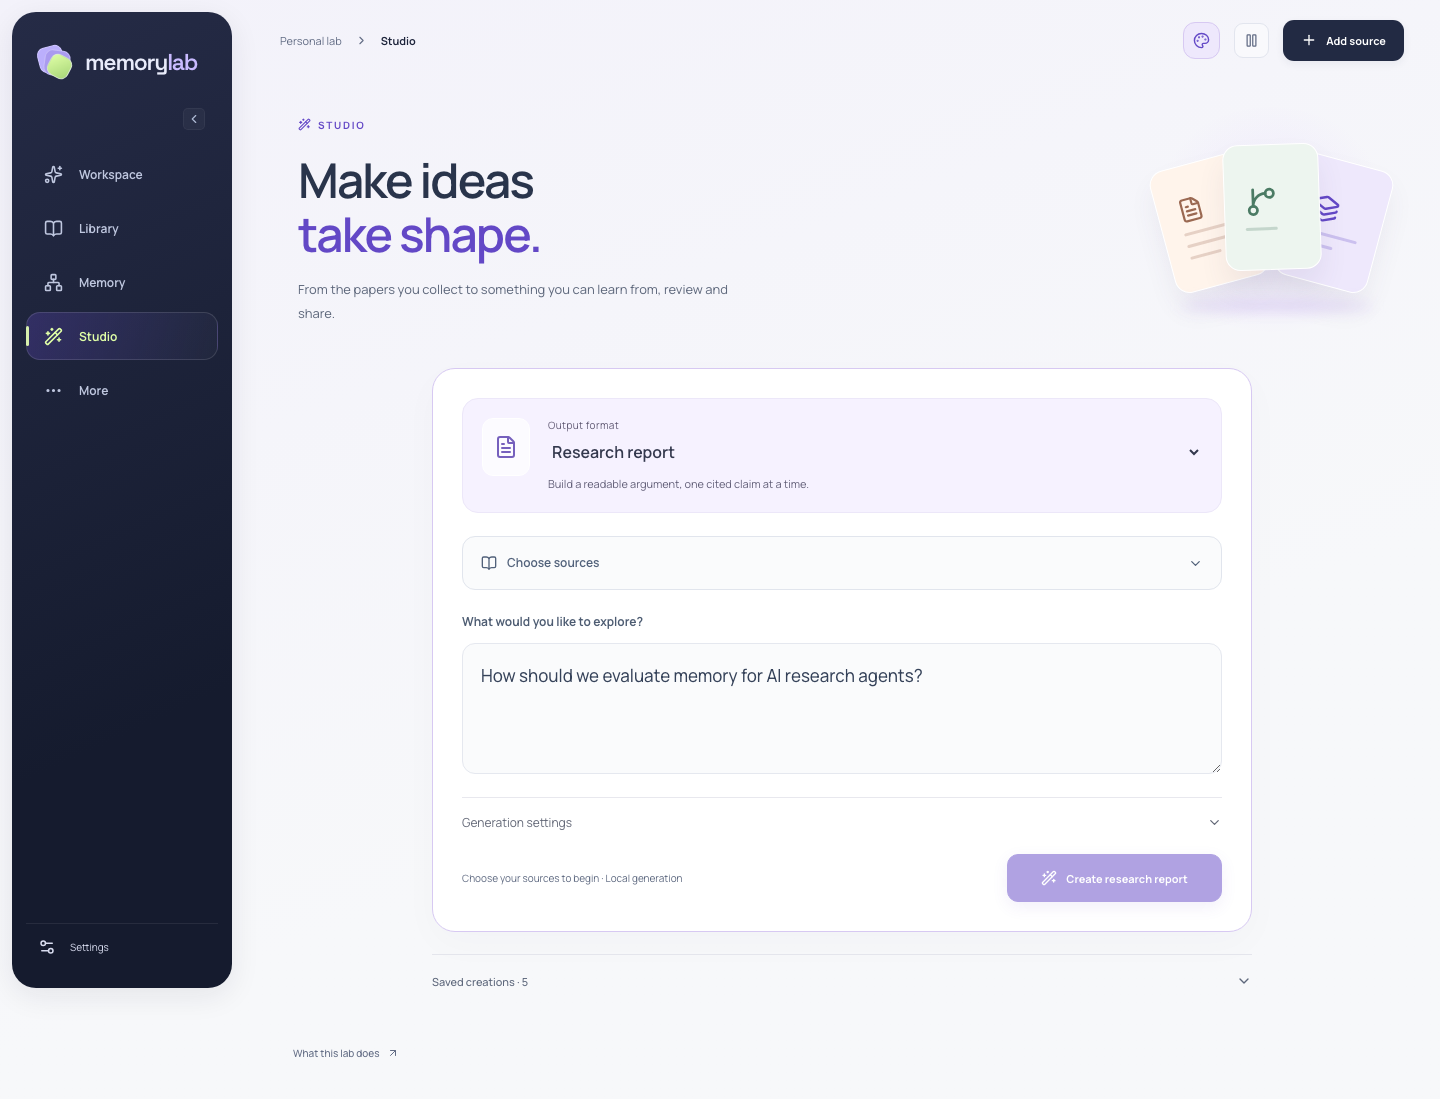 memorylab
Workspace
Library
Memory
Studio
More
Settings
Personal lab
Studio
Add source
STUDIO
Make ideas
take shape.
From the papers you collect to something you can learn from, review and
share.
Output format
Research report
Build a readable argument, one cited claim at a time.
Choose sources
What would you like to explore?
How should we evaluate memory for AI research agents?
Generation settings
Choose your sources to begin · Local generation
Create research report
Saved creations · 5
What this lab does